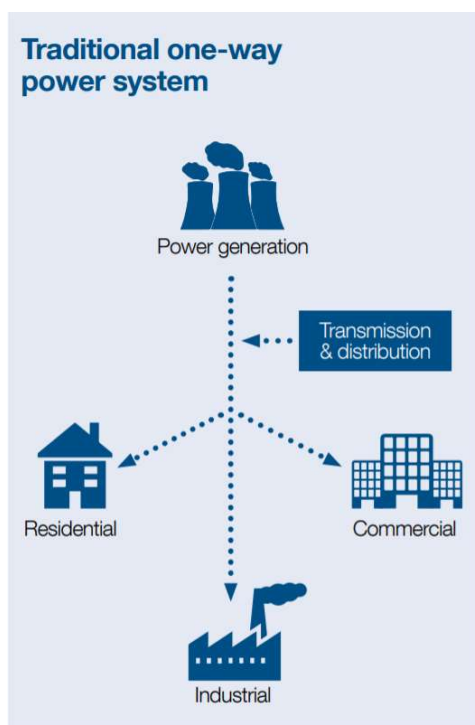 Traditional one-way
power system
Power generation
Transmission
& distribution
Residential
Commercial
Industrial